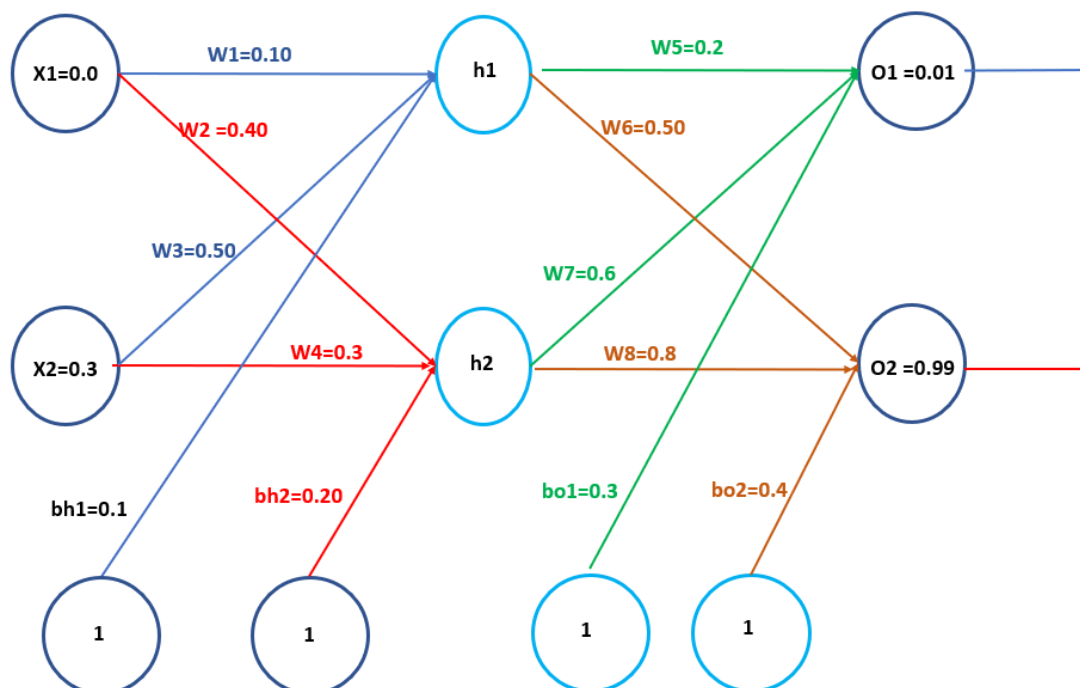 W1=0.10
W5=0.2
X1=0.0
h1
O1 =0.01
W2 =0.40
W6=0.50
W3=0.50
W7=0.6
W4=0.3
W8=0.8
X2=0.3
h2
O2 =0.99
bh1=0.1
bh2=0.20
bo1=0.3
bo2=0.4
1
1
1
1